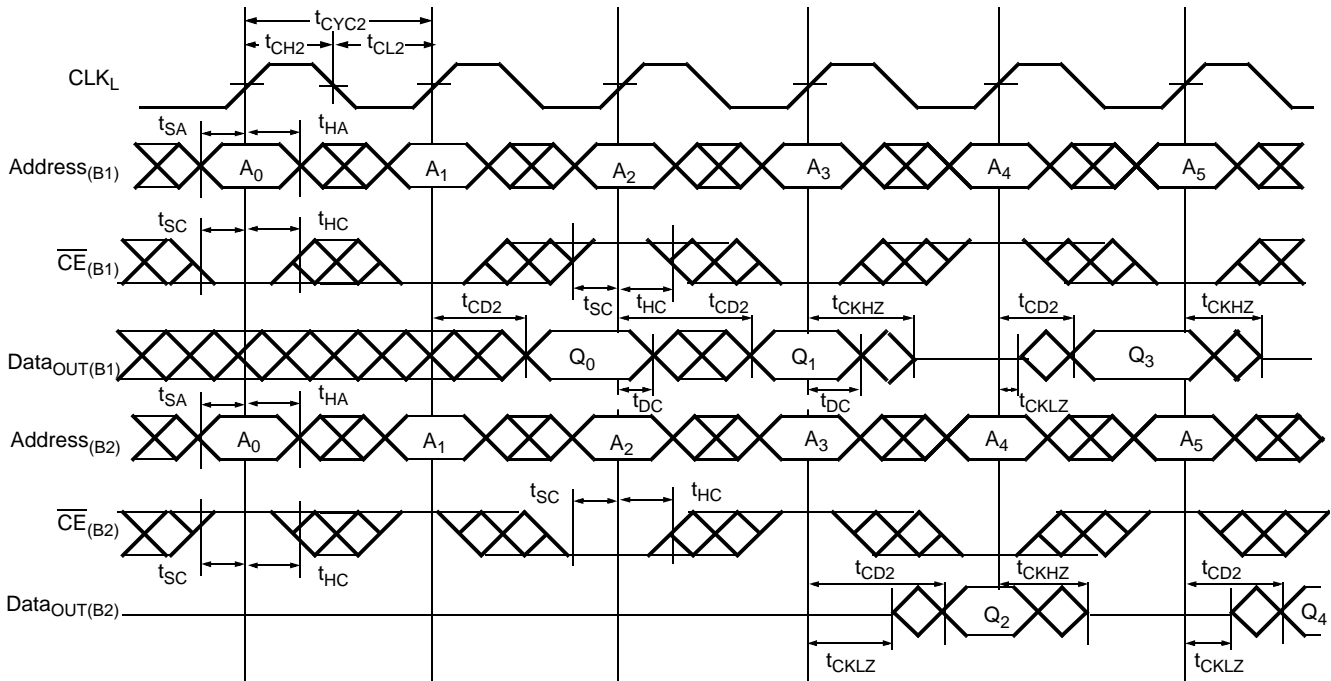 tCYC2
tCH2 tCL2
CLKL
tSA tHA
Address(B1) A0 A1 A2 A3 A4 A5
tSC tHC
CE(B1)
tCD2 tSC tHC tCD2 tCKHZ tCD2 tCKHZ
DataOUT(B1) Q0 Q1 Q3
tSA tHA tDC tDC tCKLZ
Address(B2) A0 A1 A2 A3 A4 A5
tSC tHC
CE(B2)
tSC tHC tCD2 tCKHZ tCD2
DataOUT(B2) Q2 Q4
tCKLZ tCKLZ